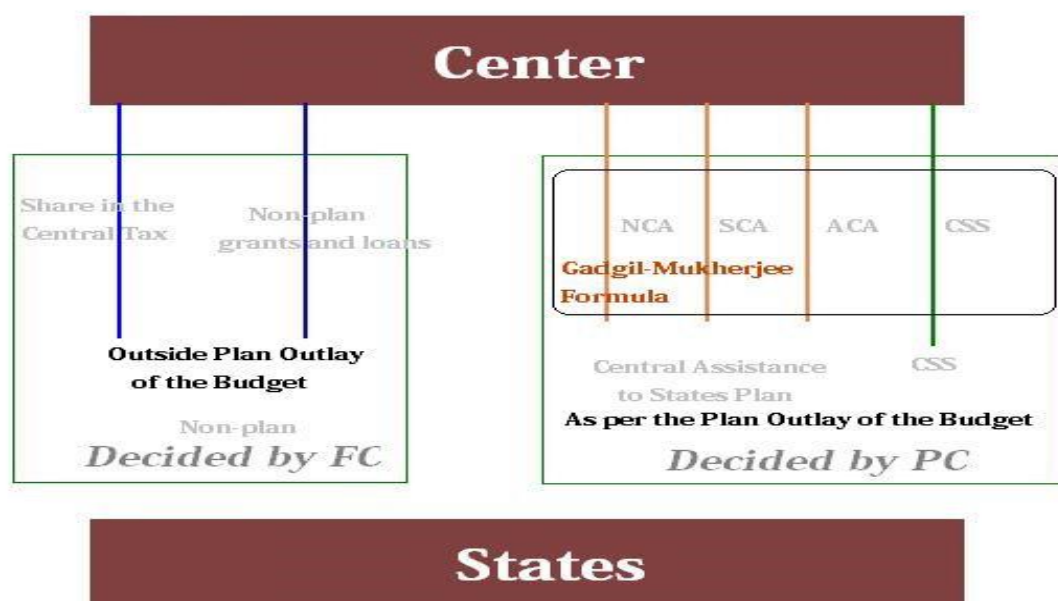 Center
Share in the
Central Tax
Non-plan
grants and loans
Outside Plan Outlay
of the Budget
Non-plan
Decided by FC
NCA SCA ACA CSS
Gadgil-Mukherjee
Formula
Central Assistance
to States Plan
CSS
As per the Plan Outlay of the Budget
Decided by PC
States